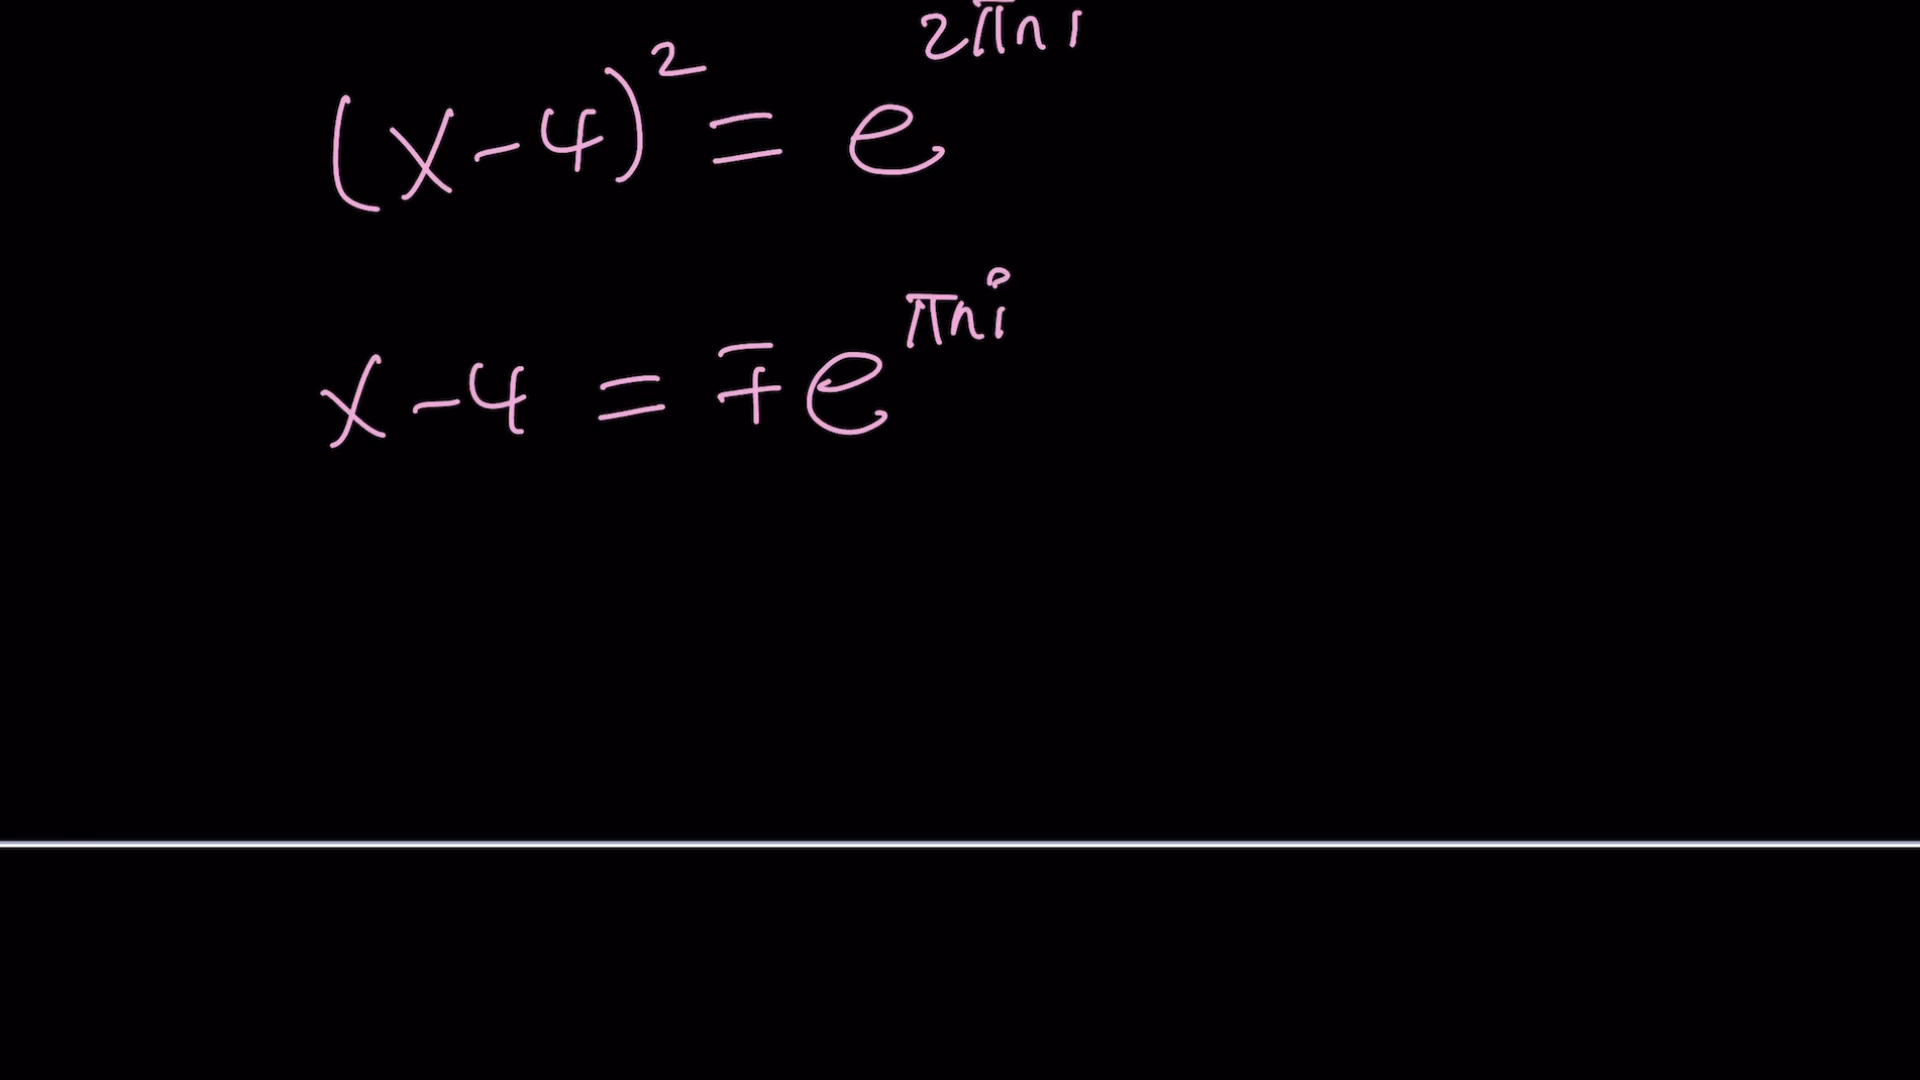 (x-4)² = e^{2πni}
x-4 = ∓e^{πni}